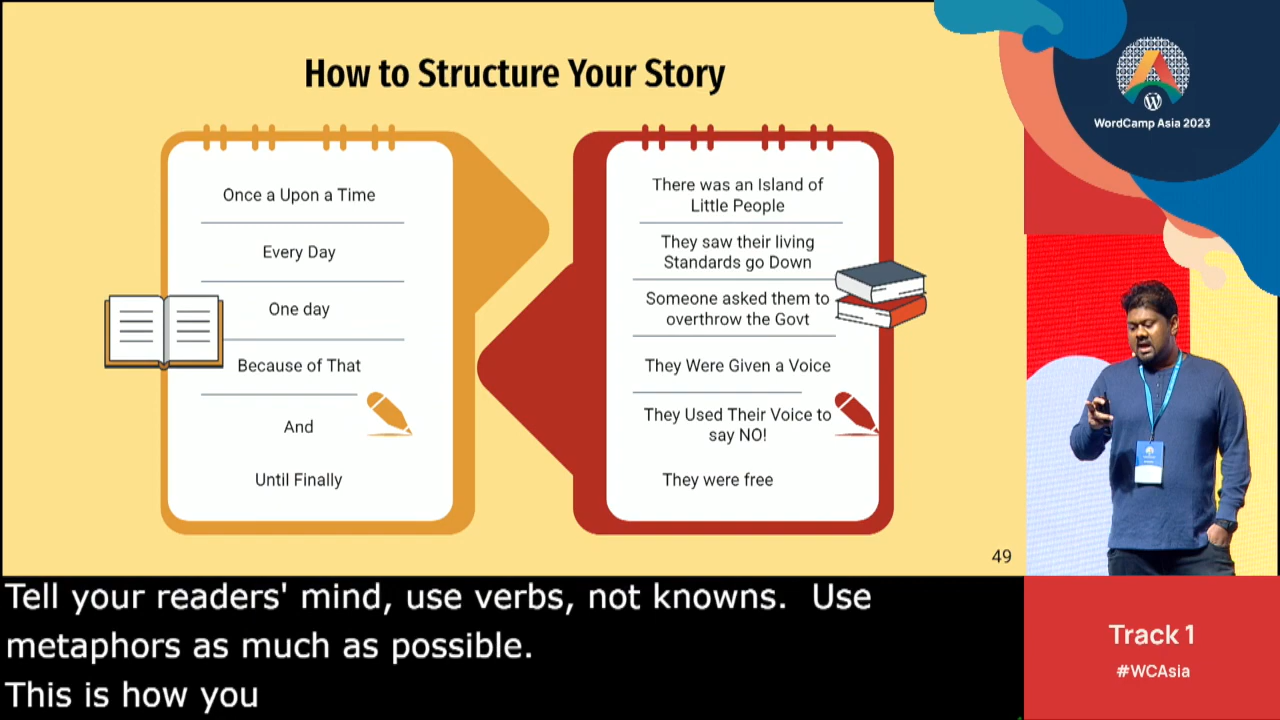 How to Structure Your Story
Once a Upon a Time
Every Day
One day
Because of That
And
Until Finally
There was an Island of
Little People
They saw their living
Standards go Down
Someone asked them to
overthrow the Govt
They Were Given a Voice
They Used Their Voice to
say NO!
They were free
49
WordCamp Asia 2023
Tell your readers' mind, use verbs, not knowns. Use
metaphors as much as possible.
This is how you
Track 1
#WCAsia